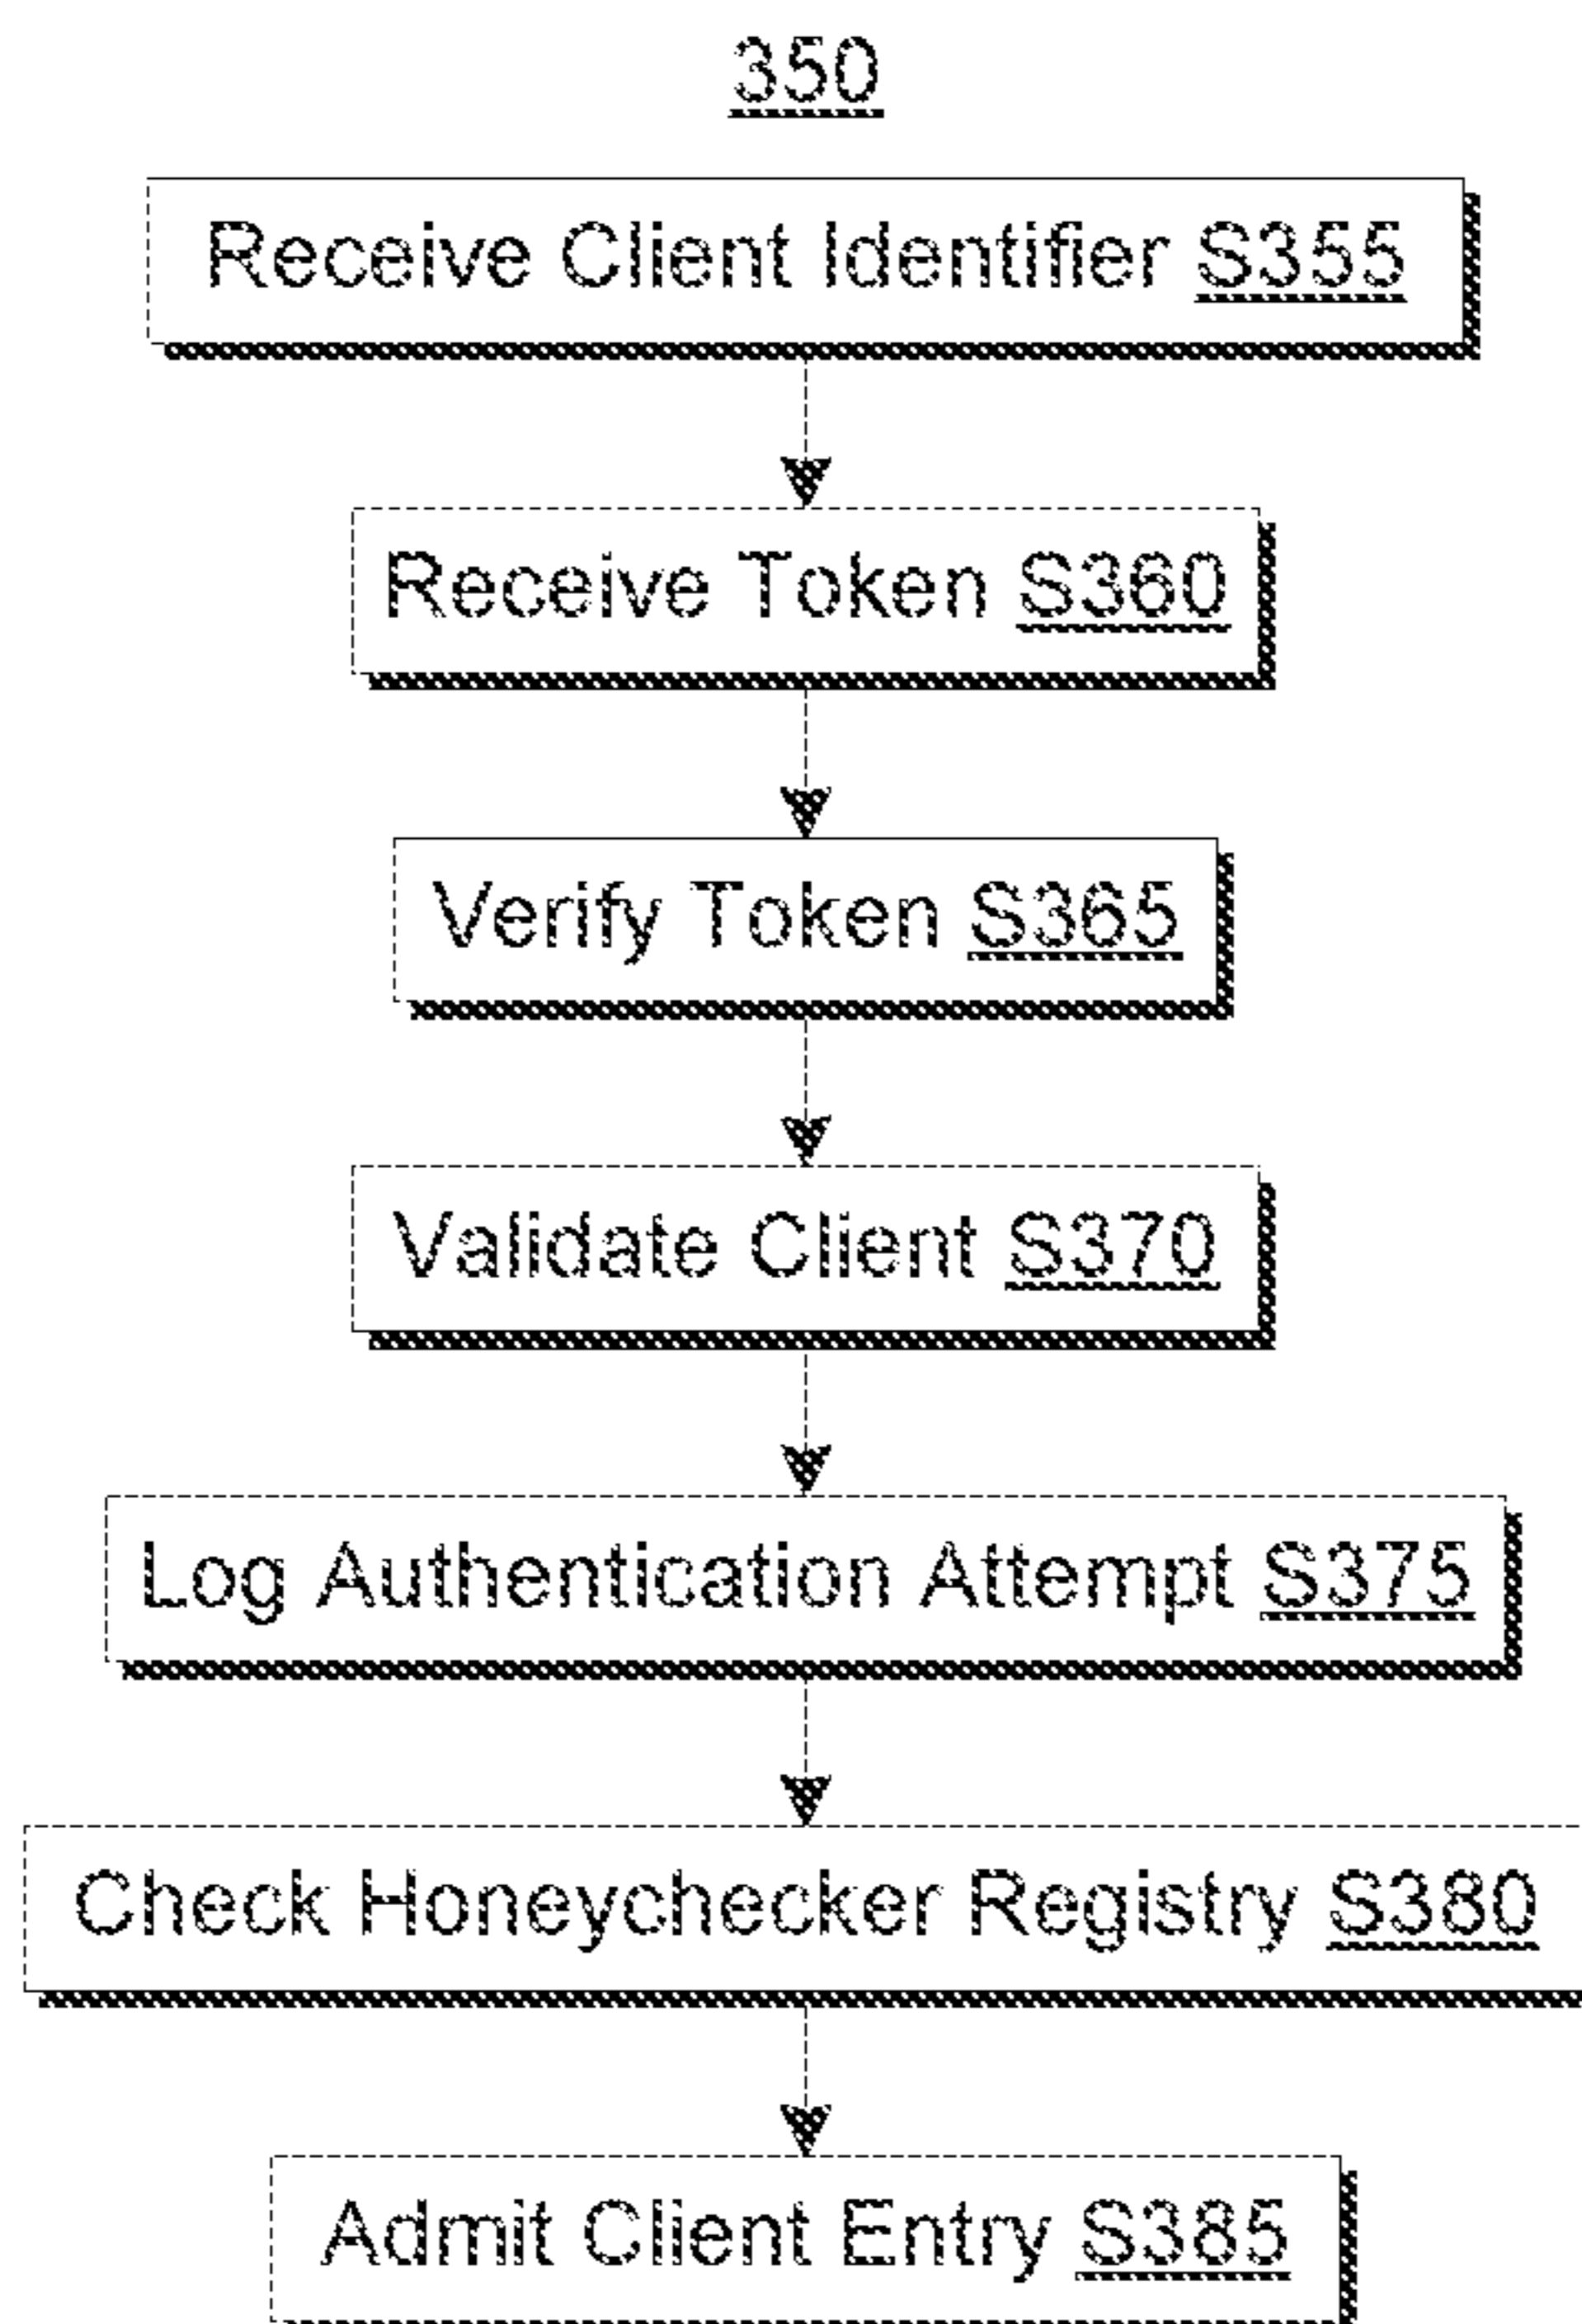 350
Receive Client Identifier S355
Receive Token S360
Verify Token S365
Validate Client S370
Log Authentication Attempt S375
Check Honeychecker Registry S380
Admit Client Entry S385